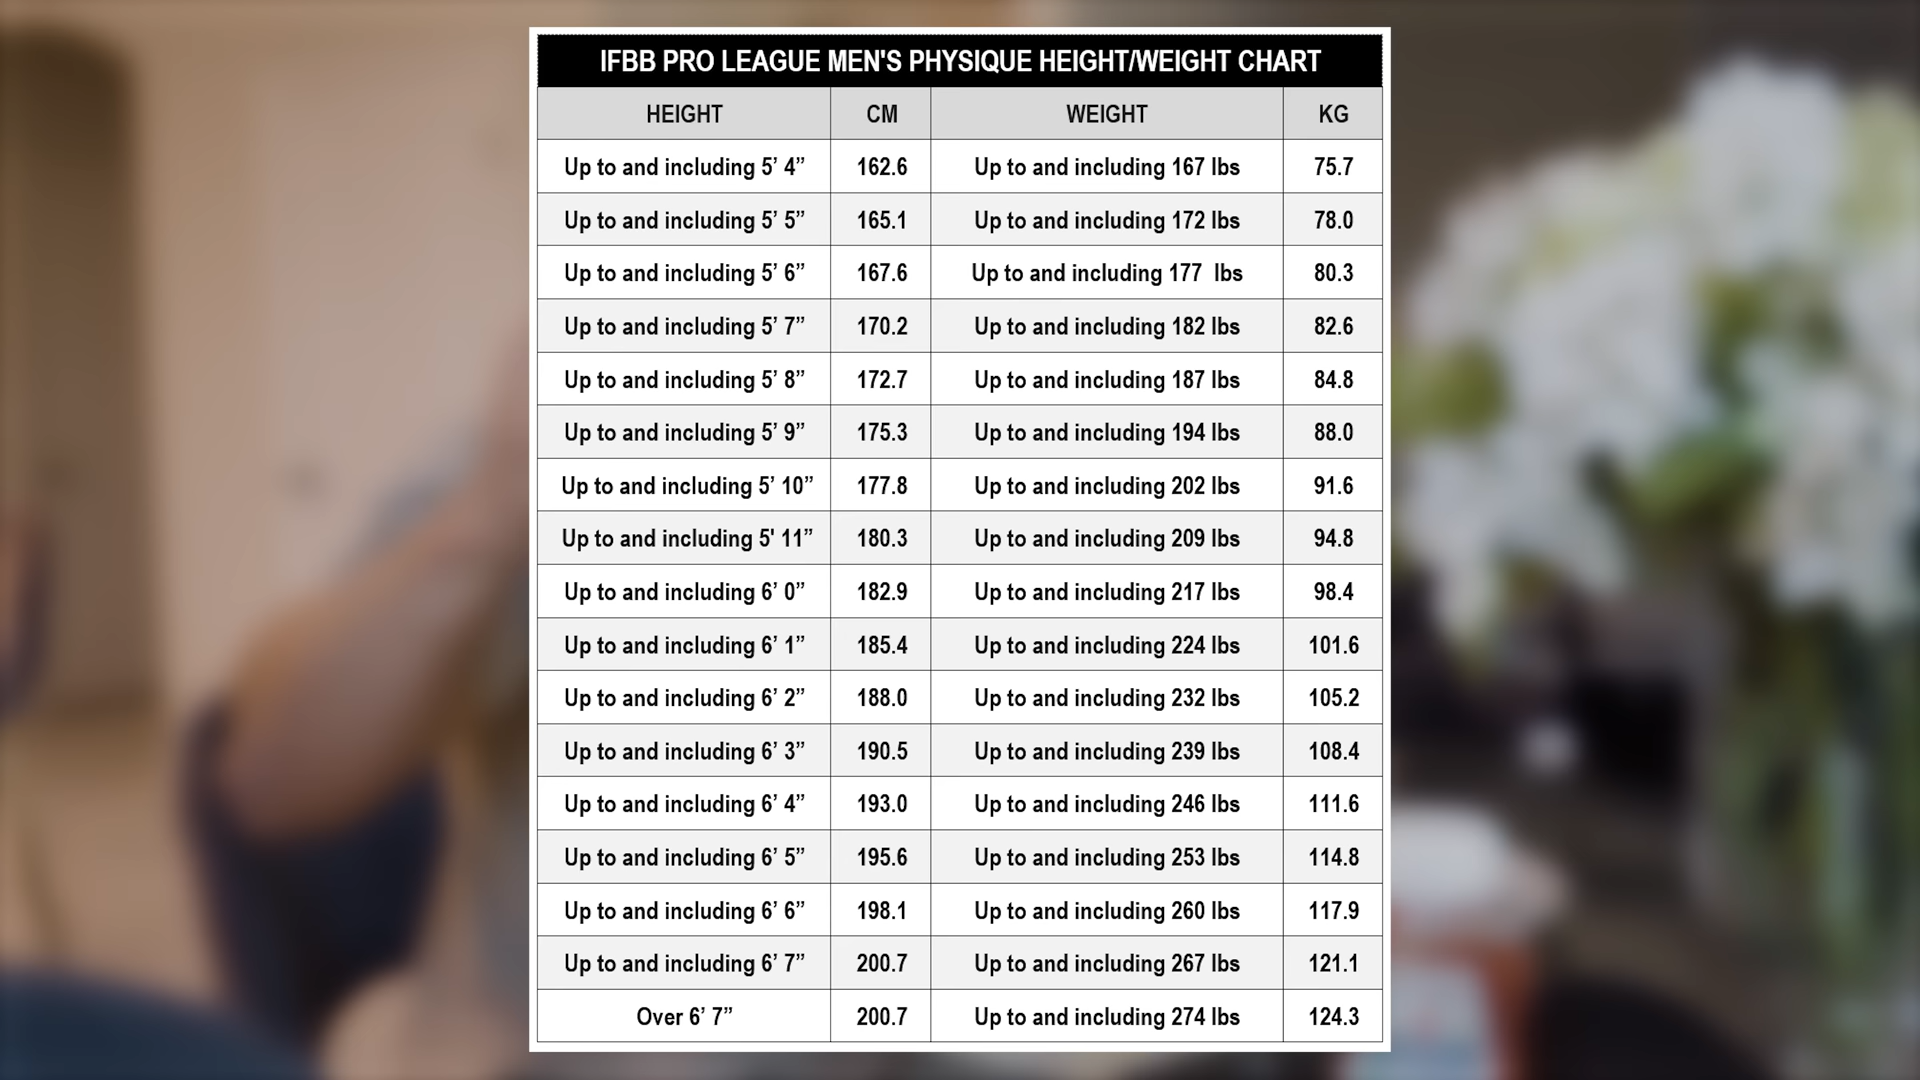 IFBB PRO LEAGUE MEN'S PHYSIQUE HEIGHT/WEIGHT CHART
HEIGHT CM WEIGHT KG
Up to and including 5’ 4” 162.6 Up to and including 167 lbs 75.7
Up to and including 5’ 5” 165.1 Up to and including 172 lbs 78.0
Up to and including 5’ 6” 167.6 Up to and including 177 lbs 80.3
Up to and including 5’ 7” 170.2 Up to and including 182 lbs 82.6
Up to and including 5’ 8” 172.7 Up to and including 187 lbs 84.8
Up to and including 5’ 9” 175.3 Up to and including 194 lbs 88.0
Up to and including 5’ 10” 177.8 Up to and including 202 lbs 91.6
Up to and including 5' 11” 180.3 Up to and including 209 lbs 94.8
Up to and including 6’ 0” 182.9 Up to and including 217 lbs 98.4
Up to and including 6’ 1” 185.4 Up to and including 224 lbs 101.6
Up to and including 6’ 2” 188.0 Up to and including 232 lbs 105.2
Up to and including 6’ 3” 190.5 Up to and including 239 lbs 108.4
Up to and including 6’ 4” 193.0 Up to and including 246 lbs 111.6
Up to and including 6’ 5” 195.6 Up to and including 253 lbs 114.8
Up to and including 6’ 6” 198.1 Up to and including 260 lbs 117.9
Up to and including 6’ 7” 200.7 Up to and including 267 lbs 121.1
Over 6’ 7” 200.7 Up to and including 274 lbs 124.3